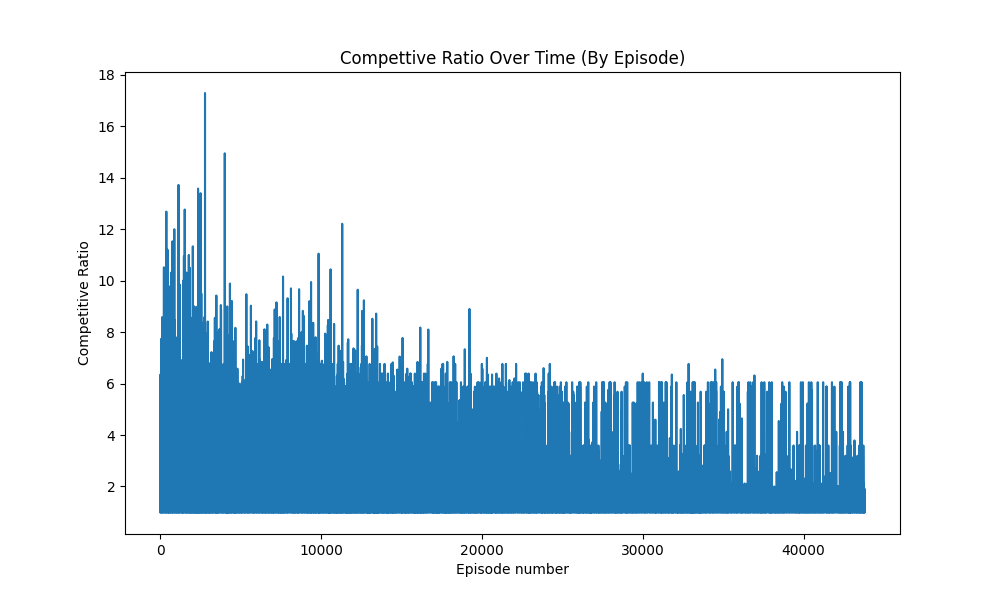 Compettive Ratio Over Time (By Episode)
18
16
14
12
10
8
6
4
2
Competitive Ratio
0 10000 20000 30000 40000
Episode number